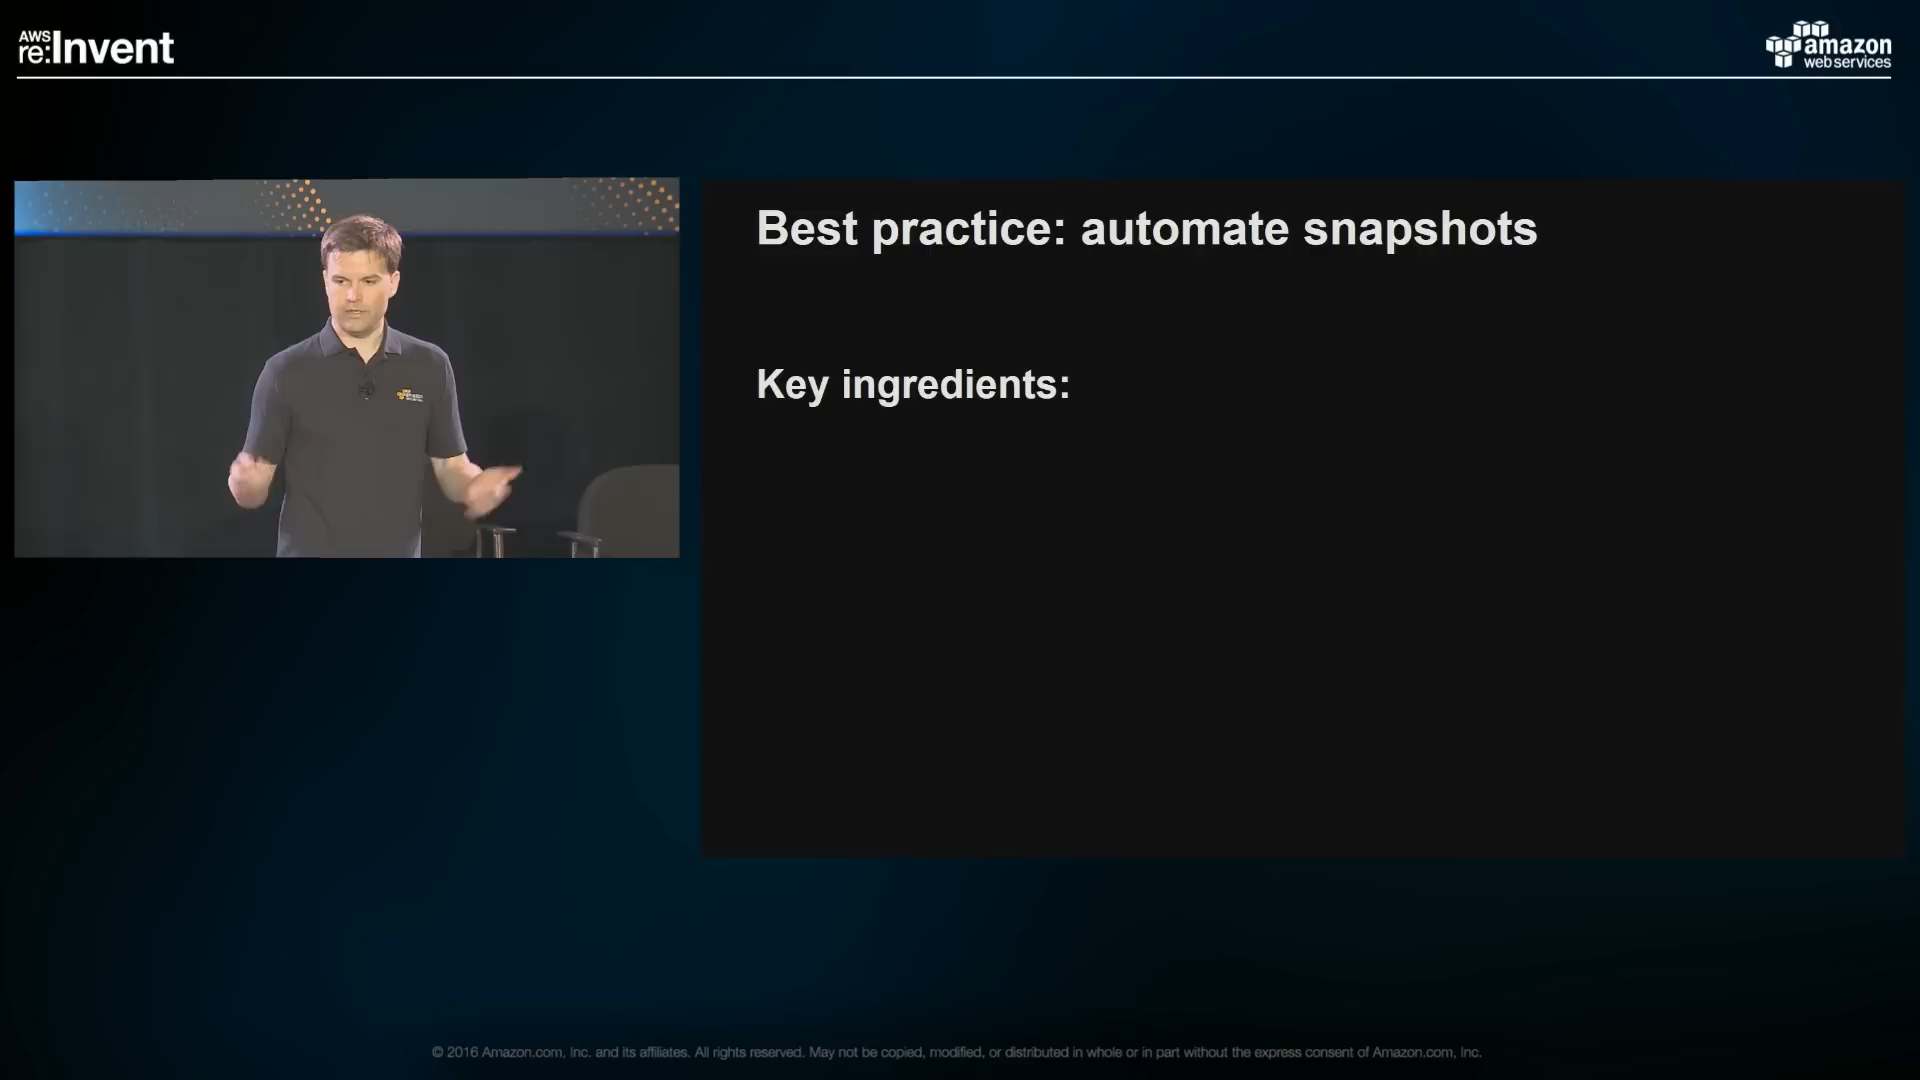 AWS
re:Invent
amazon
web services
Best practice: automate snapshots
Key ingredients:
© 2016 Amazon.com, Inc. and its affiliates. All rights reserved. May not be copied, modified, or distributed in whole or in part without the express consent of Amazon.com, Inc.